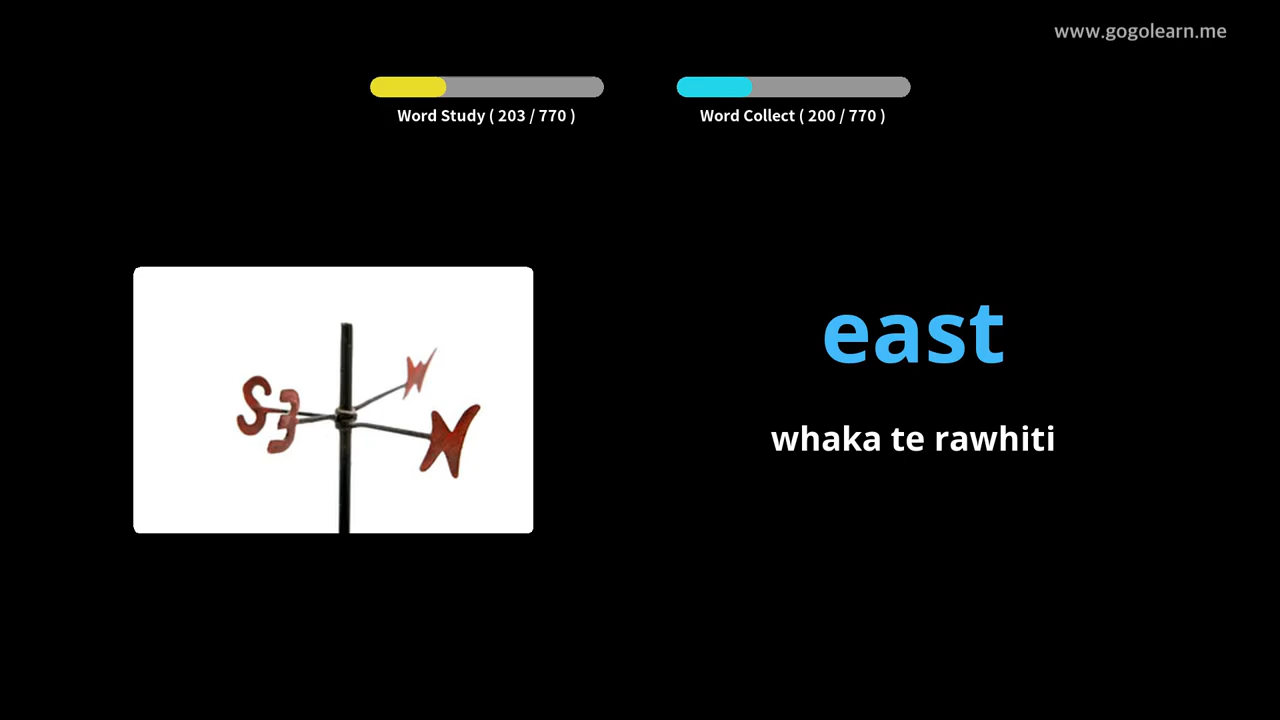 www.gogolearn.me
Word Study ( 203 / 770 )
Word Collect ( 200 / 770 )
east
whaka te rawhiti
S
E
W
N